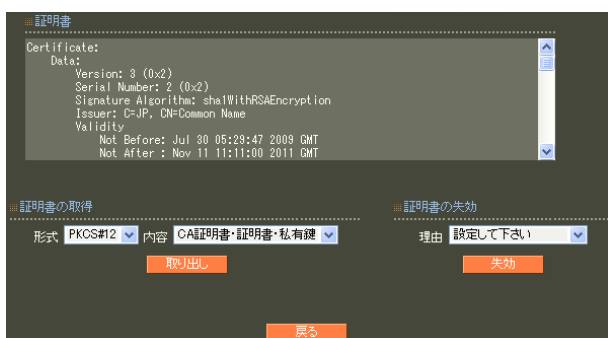 証明書
Certificate:
Data:
Version: 3 (0x2)
Serial Number: 2 (0x2)
Signature Algorithm: sha1WithRSAEncryption
Issuer: C=JP, CN=Common Name
Validity
Not Before: Jul 30 05:29:47 2009 GMT
Not After : Nov 11 11:11:00 2011 GMT
証明書の取得
形式 PKCS#12 内容 CA証明書・証明書・私有鍵
取り出し
証明書の失効
理由 設定して下さい
失効
戻る